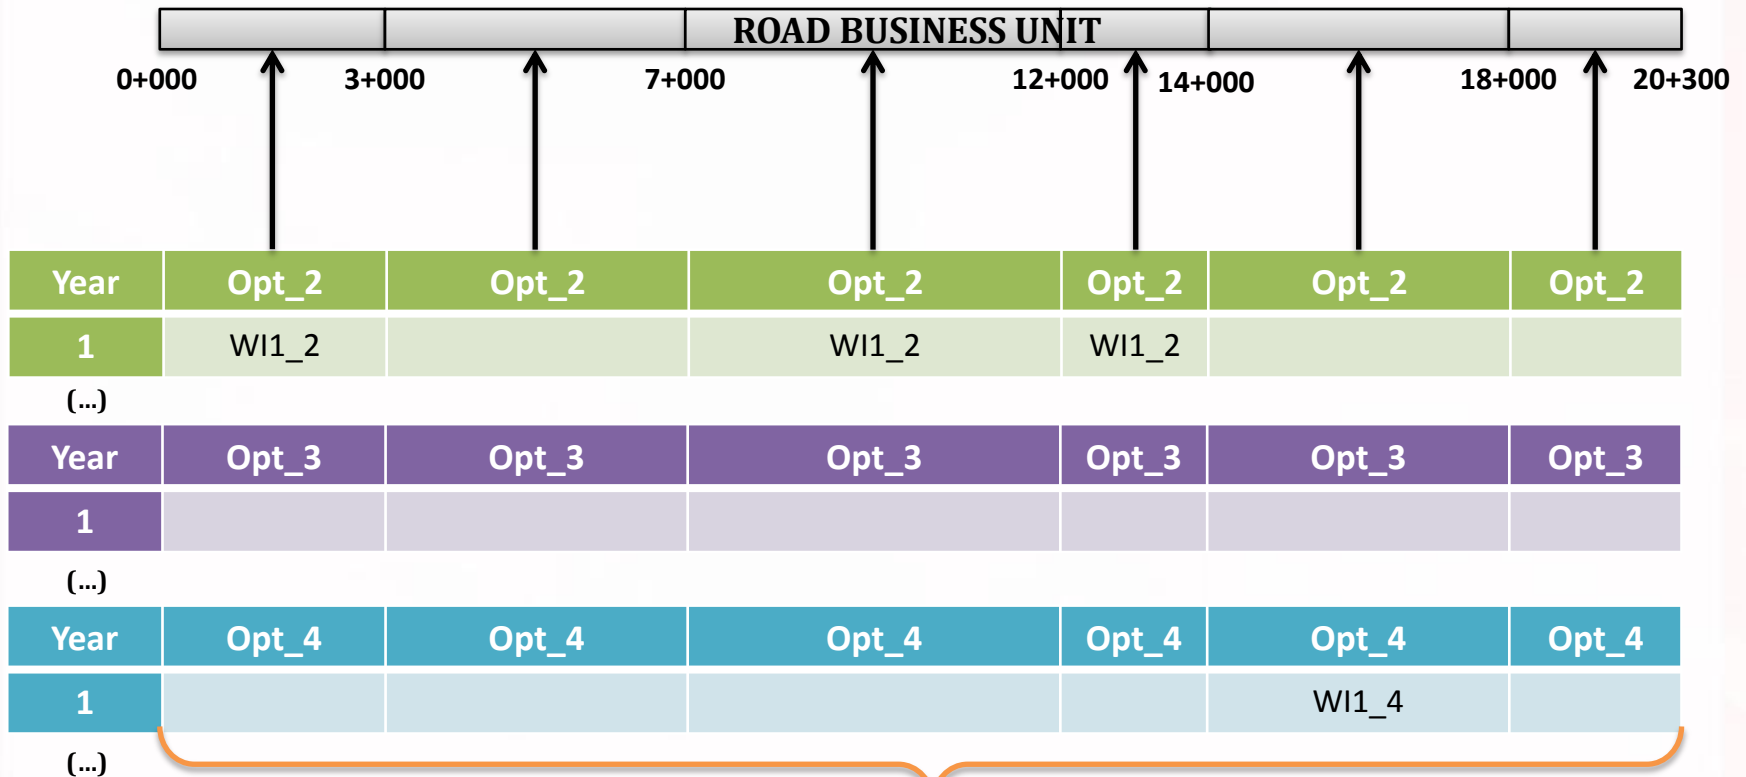 ROAD BUSINESS UNIT
0+000 3+000 7+000 12+000 14+000 18+000 20+300
Year Opt_2 Opt_2 Opt_2 Opt_2 Opt_2 Opt_2
1 WI1_2 WI1_2 WI1_2
(...)
Year Opt_3 Opt_3 Opt_3 Opt_3 Opt_3 Opt_3
1
(...)
Year Opt_4 Opt_4 Opt_4 Opt_4 Opt_4 Opt_4
1 WI1_4
(...)